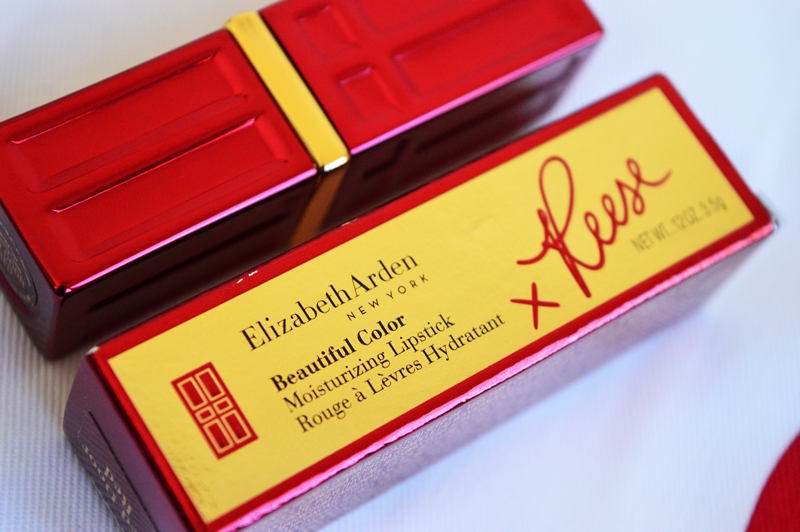 Elizabeth Arden
NEW YORK
Beautiful Color
Moisturizing Lipstick
Rouge à Lèvres Hydratant
x Reese
NET WT. .12 OZ. 3.5g